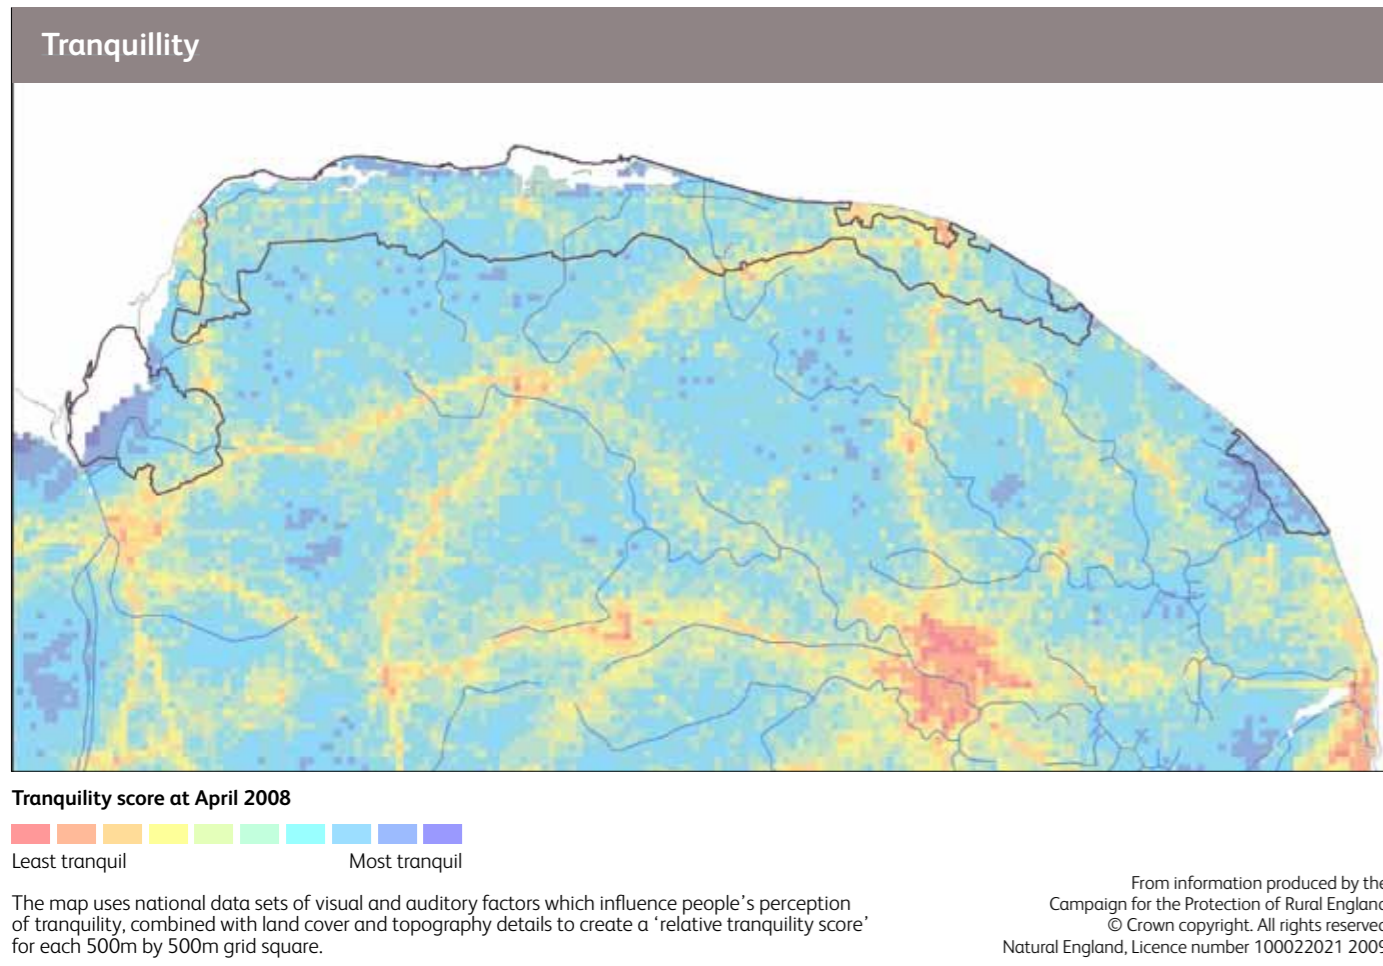 Tranquillity
Tranquility score at April 2008
Least tranquil
Most tranquil
The map uses national data sets of visual and auditory factors which influence people's perception
of tranquility, combined with land cover and topography details to create a 'relative tranquility score'
for each 500m by 500m grid square.
From information produced by the
Campaign for the Protection of Rural England
© Crown copyright. All rights reserved
Natural England, Licence number 100022021 2009